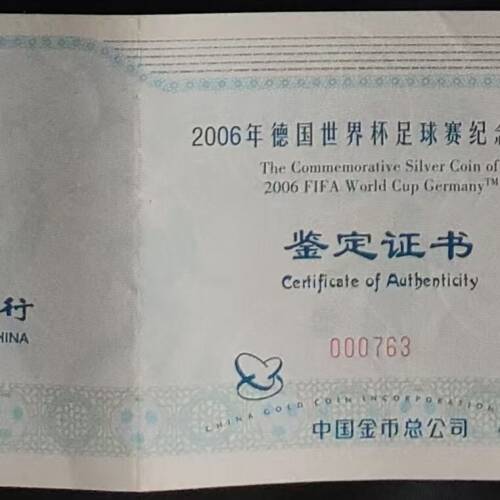 行
HINA
2006年德国世界杯足球赛纪念
The Commemorative Silver Coin of
2006 FIFA World Cup Germany™
鉴定证书
Certificate of Authenticity
000763
CHINA GOLD COIN INCORPORATION
中国金币总公司